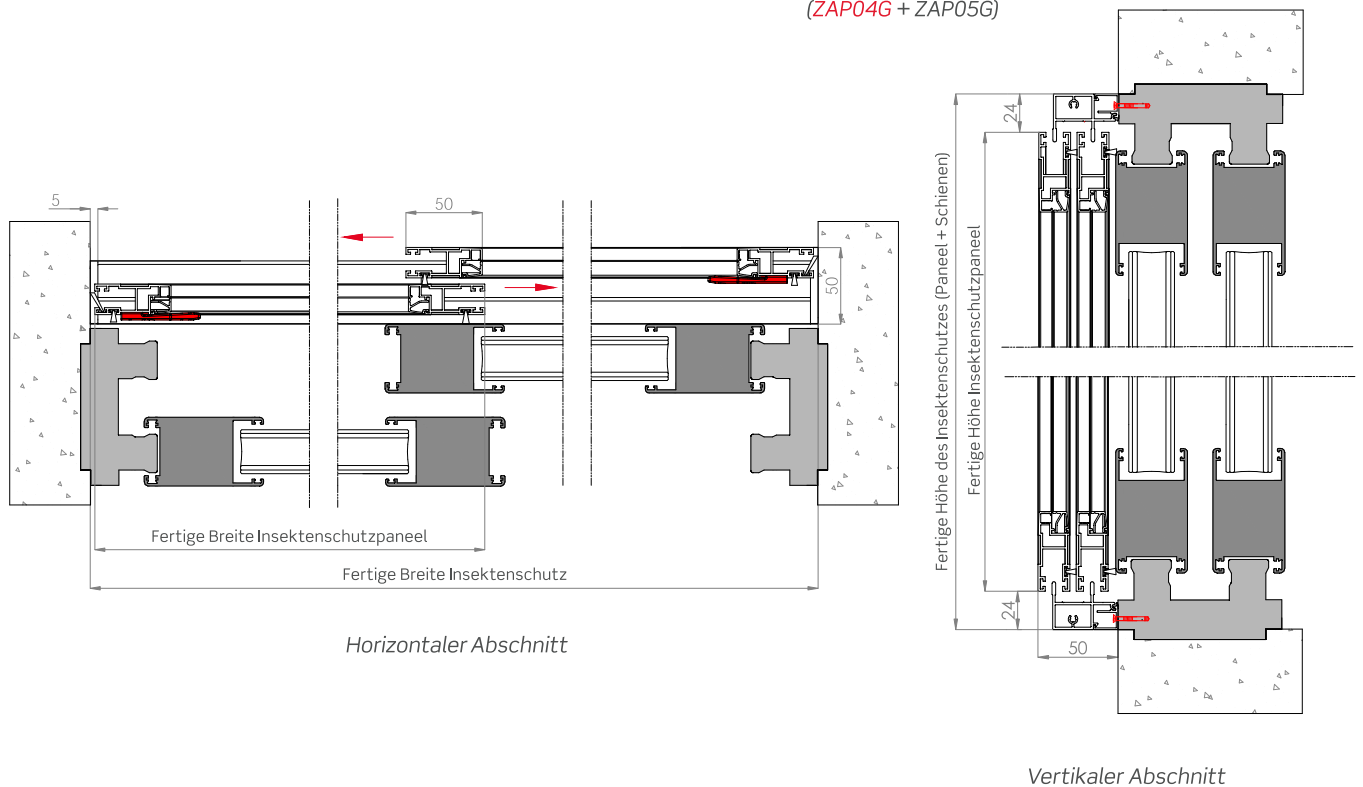 (ZAP04G + ZAP05G)
5
50
50
Fertige Breite Insektenschutzpaneel
Fertige Breite Insektenschutz
Horizontaler Abschnitt
24
Fertige Höhe des Insektenschutzes (Paneel + Schienen)
Fertige Höhe Insektenschutzpaneel
24
50
Vertikaler Abschnitt